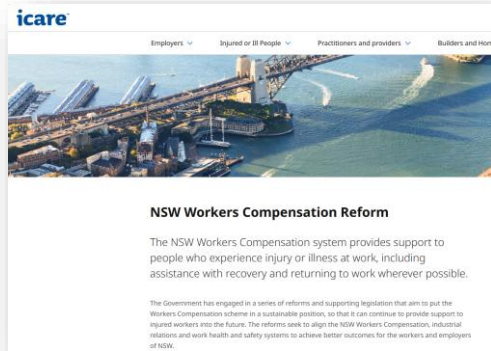 icare
Employers Injured or Ill People Practitioners and providers Builders and Hom
NSW Workers Compensation Reform
The NSW Workers Compensation system provides support to
people who experience injury or illness at work, including
assistance with recovery and returning to work wherever possible.
The Government has engaged in a series of reforms and supporting legislation that aim to put the
Workers Compensation scheme in a sustainable position, so that it can continue to provide support to
injured workers into the future. The reforms seek to align the NSW Workers Compensation, industrial
relations and work health and safety systems to achieve better outcomes for the workers and employers
of NSW.